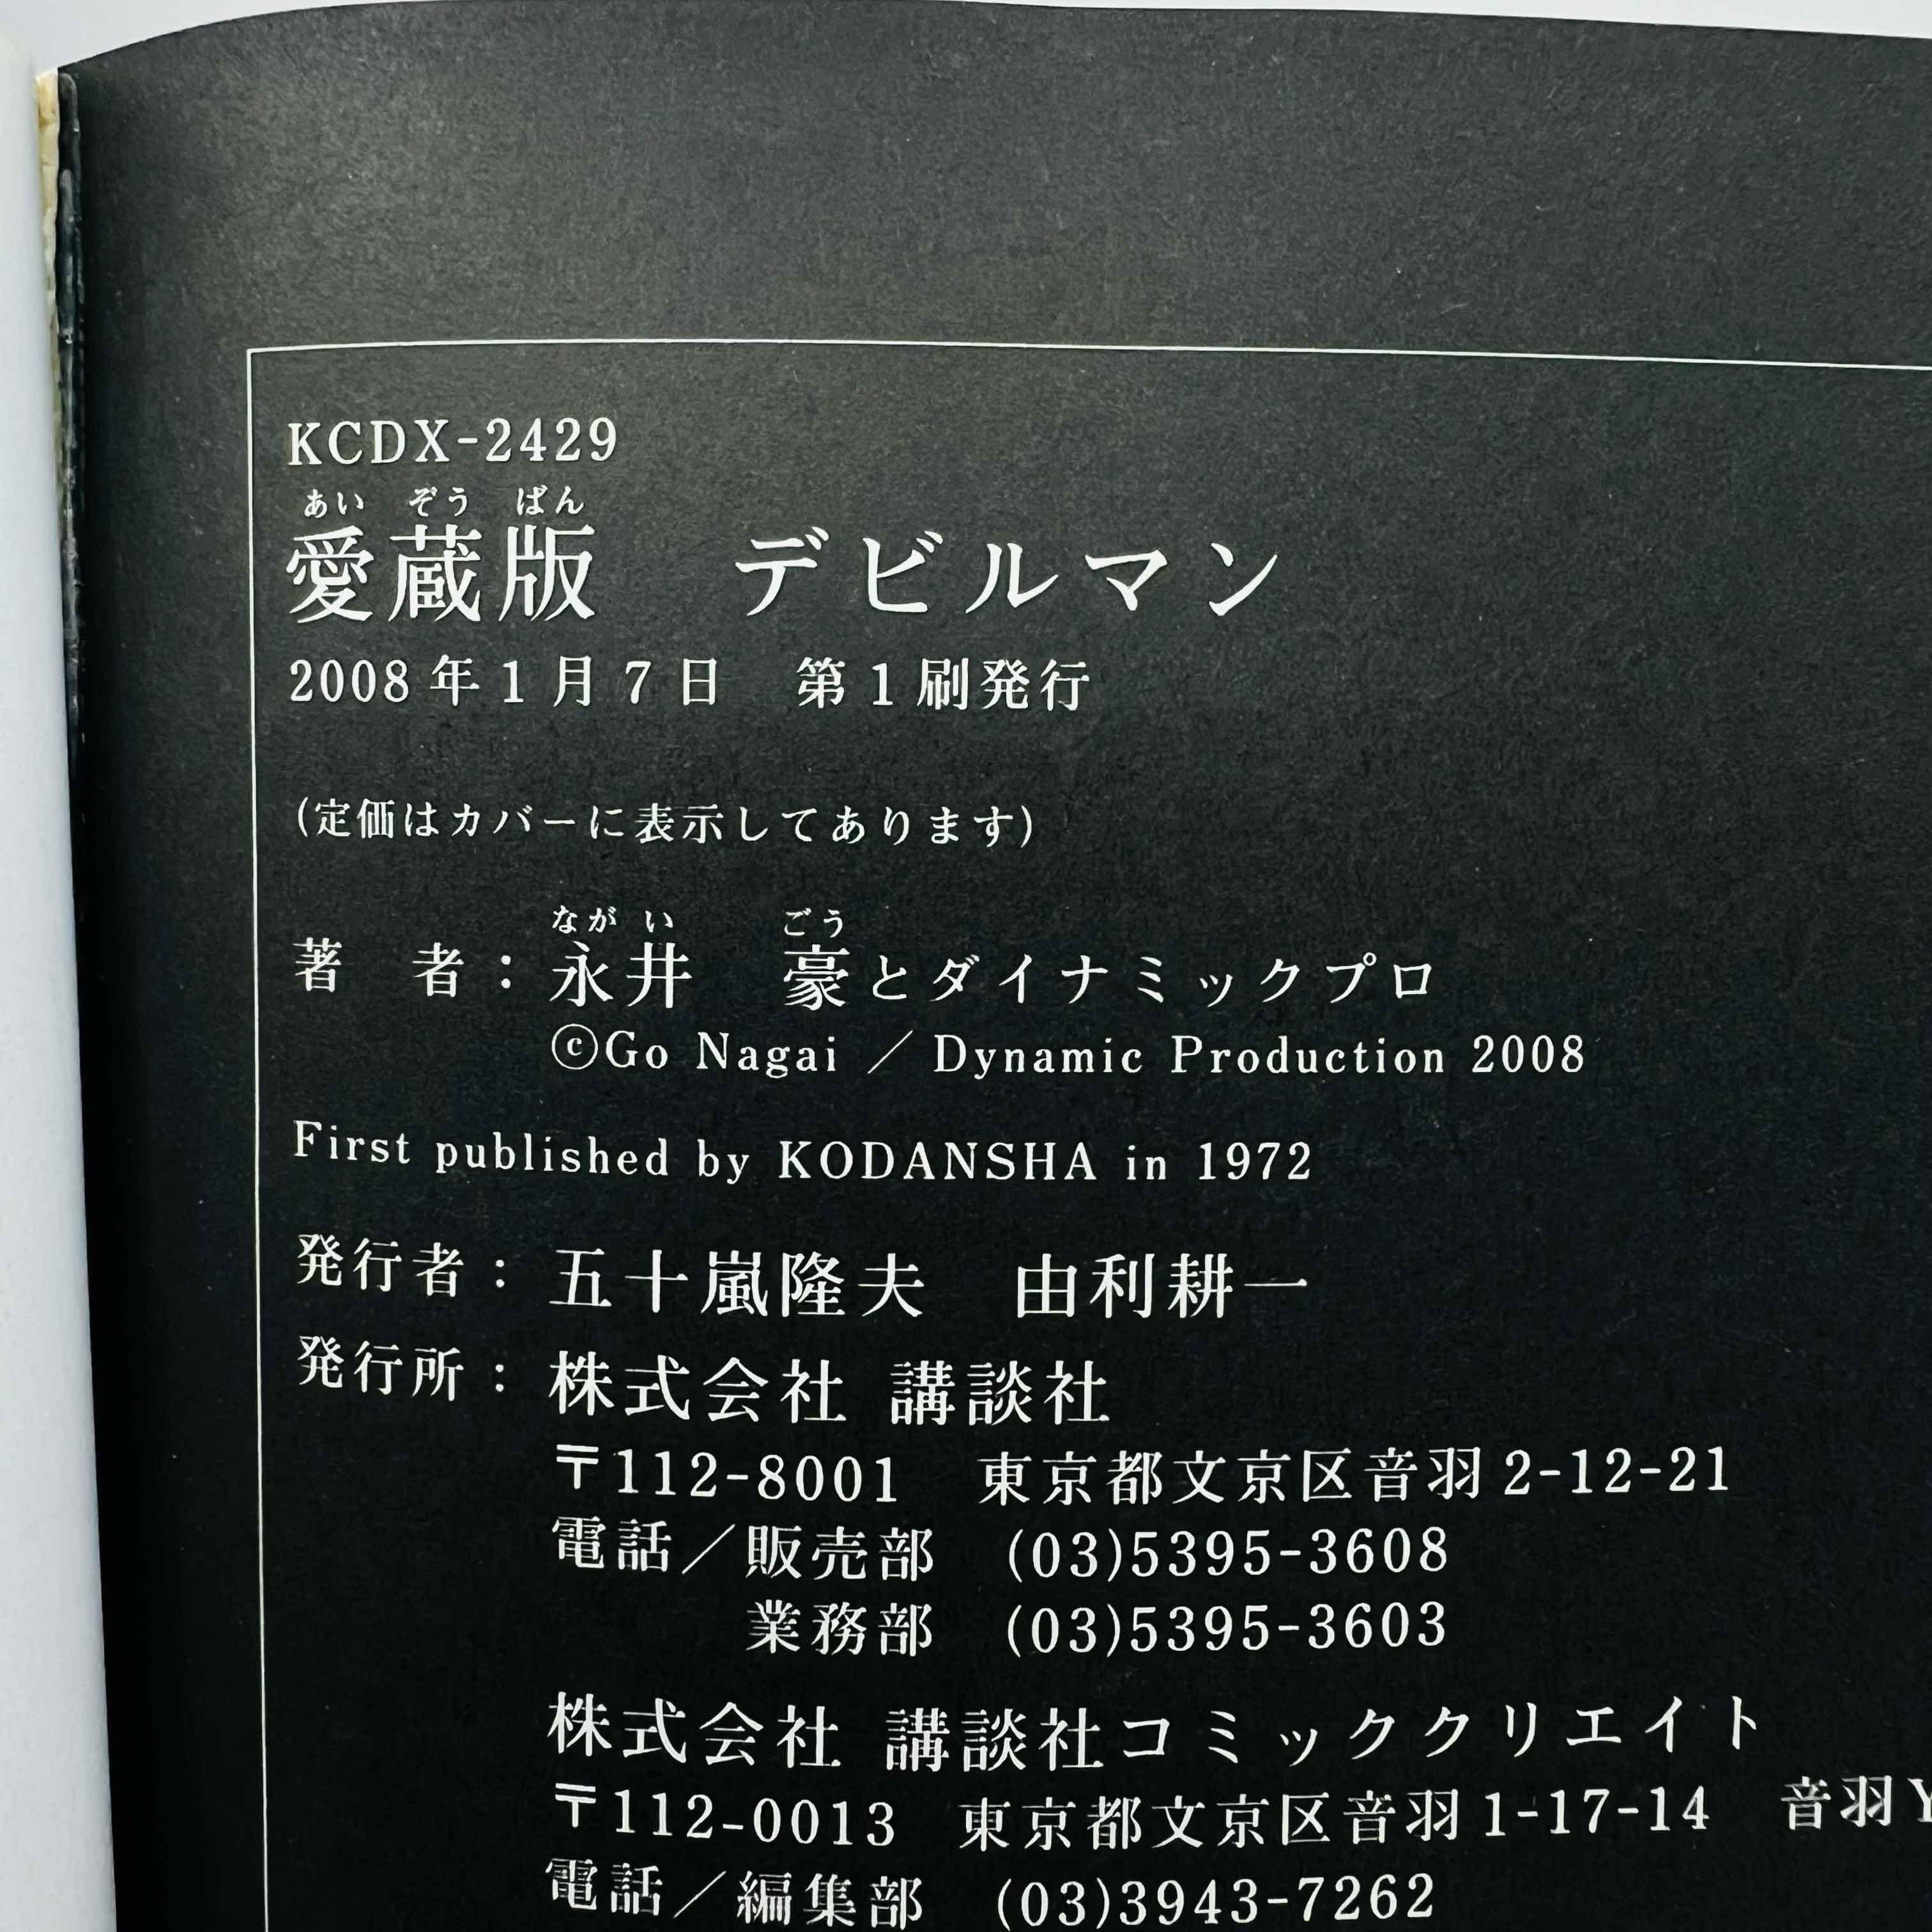 KCDX-2429
あい ぞう ばん
愛蔵版 デビルマン
2008年1月7日 第1刷発行
(定価はカバーに表示してあります)
なが い ごう
著 者：永井 豪とダイナミックプロ
©Go Nagai ／ Dynamic Production 2008
First published by KODANSHA in 1972
発行者：五十嵐隆夫 由利耕一
発行所：株式会社 講談社
〒112-8001 東京都文京区音羽2-12-21
電話／販売部 (03)5395-3608
業務部 (03)5395-3603
株式会社 講談社コミッククリエイト
〒112-0013 東京都文京区音羽1-17-14 音羽Y
電話／編集部 (03)3943-7262